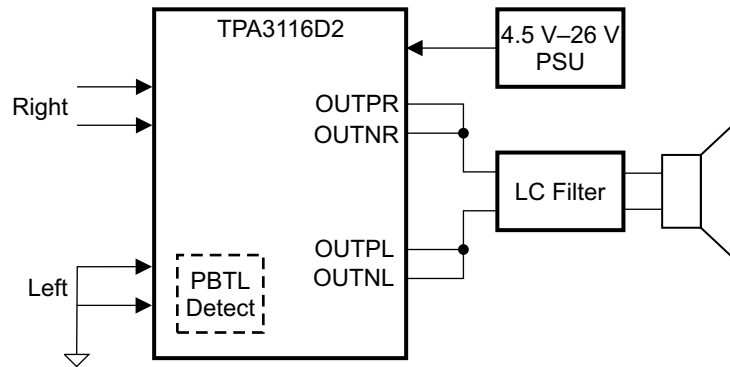 TPA3116D2
4.5 V–26 V
PSU
Right
OUTPR
OUTNR
LC Filter
OUTPL
OUTNL
Left
PBTL
Detect